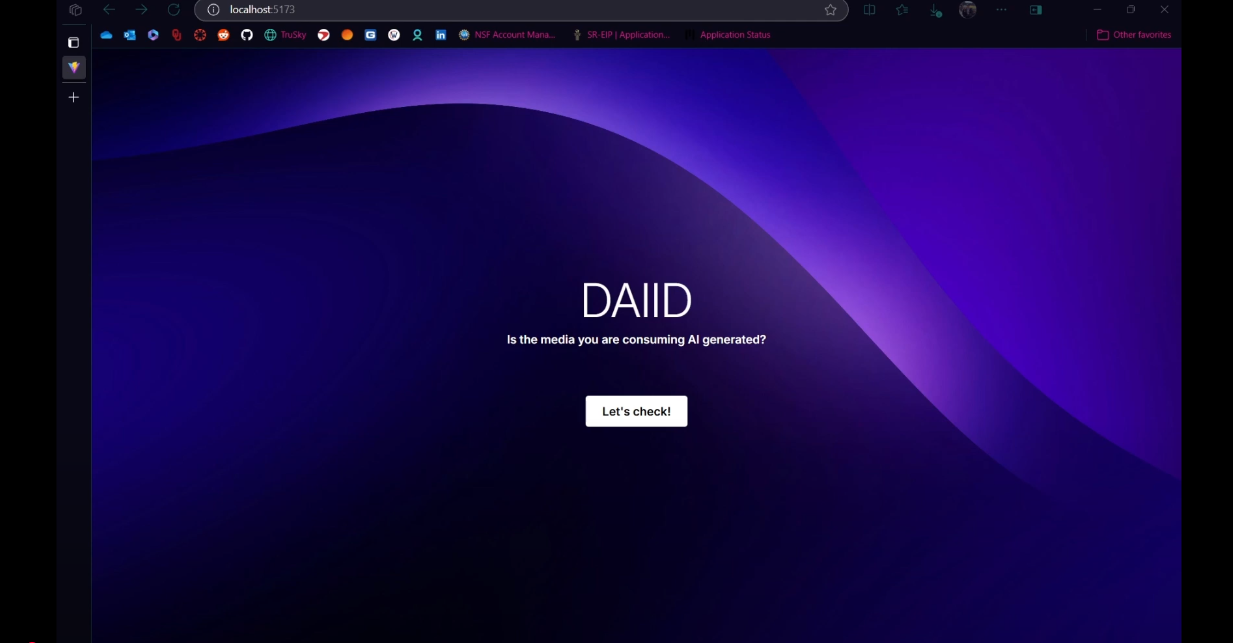 localhost:5173
TruSky
NSF Account Mana...
SR-EIP | Application...
Application Status
Other favorites
DAIID
Is the media you are consuming AI generated?
Let's check!